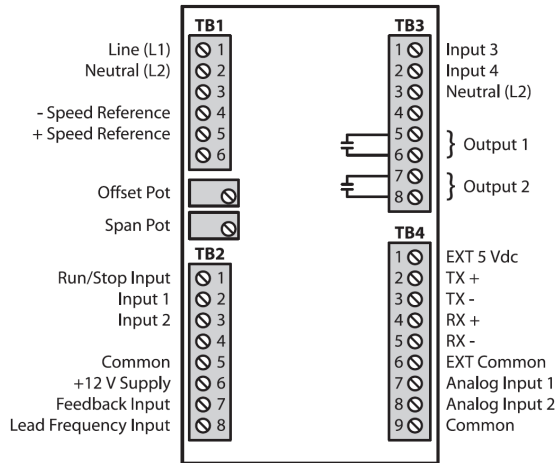 TB1
Line (L1) 1
Neutral (L2) 2
3
- Speed Reference 4
+ Speed Reference 5
6
Offset Pot
Span Pot
TB2
Run/Stop Input 1
Input 1 2
Input 2 3
4
Common 5
+12 V Supply 6
Feedback Input 7
Lead Frequency Input 8
TB3
1 Input 3
2 Input 4
3 Neutral (L2)
4
5
6
} Output 1
7
8
} Output 2
TB4
1 EXT 5 Vdc
2 TX +
3 TX -
4 RX +
5 RX -
6 EXT Common
7 Analog Input 1
8 Analog Input 2
9 Common